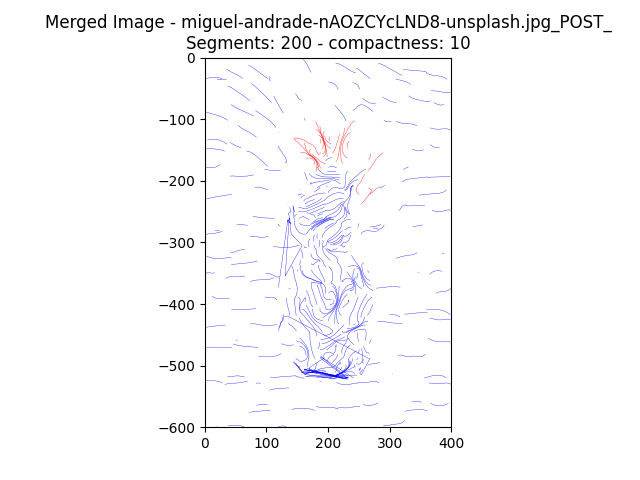 Merged Image - miguel-andrade-nAOZCYcLND8-unsplash.jpg_POST_
Segments: 200 - compactness: 10
0
−100
−200
−300
−400
−500
−600
0 100 200 300 400